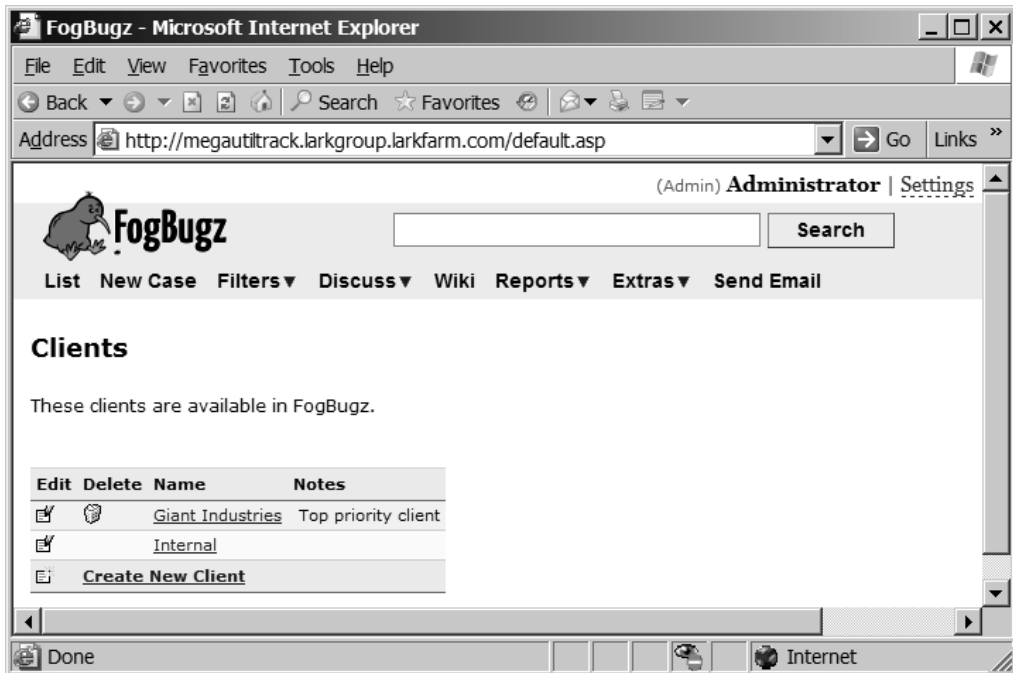 FogBugz - Microsoft Internet Explorer
File Edit View Favorites Tools Help
Back Search Favorites
Address http://megautiltrack.larkgroup.larkfarm.com/default.asp Go Links »
(Admin) Administrator | Settings
FogBugz Search
List New Case Filters▼ Discuss▼ Wiki Reports▼ Extras▼ Send Email
Clients
These clients are available in FogBugz.
Edit Delete Name Notes
Giant Industries Top priority client
Internal
Create New Client
Done Internet